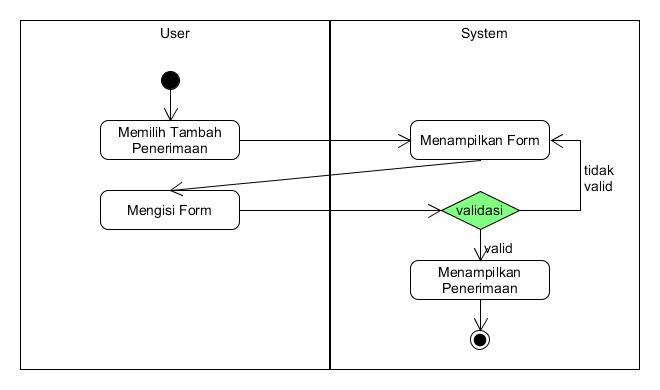 User
System
Memilih Tambah
Penerimaan
Menampilkan Form
tidak
valid
Mengisi Form
validasi
valid
Menampilkan
Penerimaan